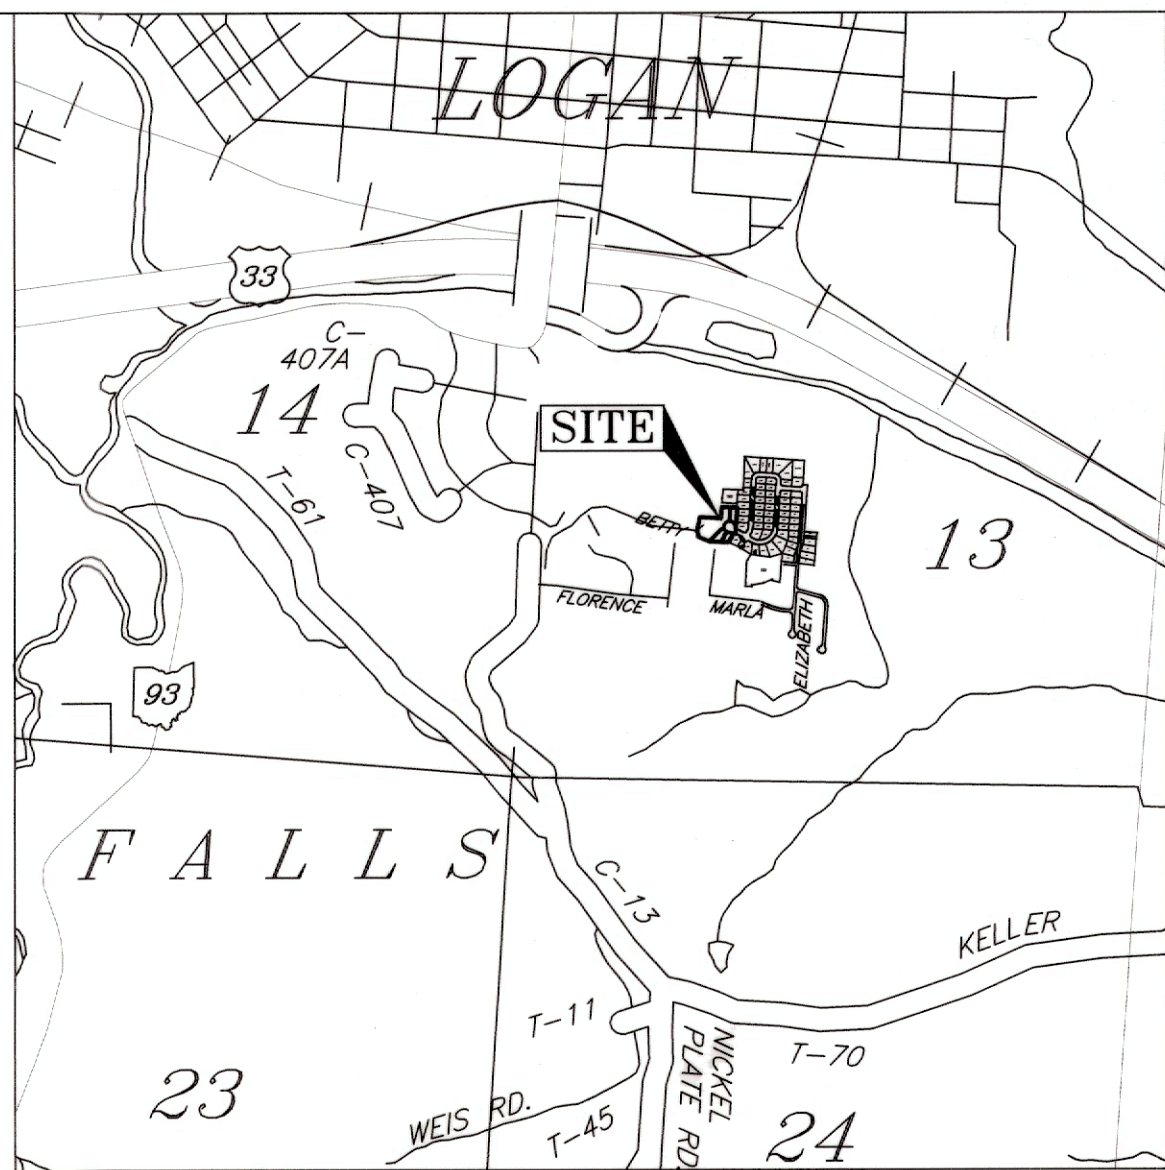 LOGAN
33
C-
407A
14
SITE
C-407
T-61
BETTY
13
FLORENCE
MARLA
ELIZABETH
93
FALLS
C-13
KELLER
T-11
NICKEL
PLATE RD.
T-70
23
WEIS RD.
T-45
24